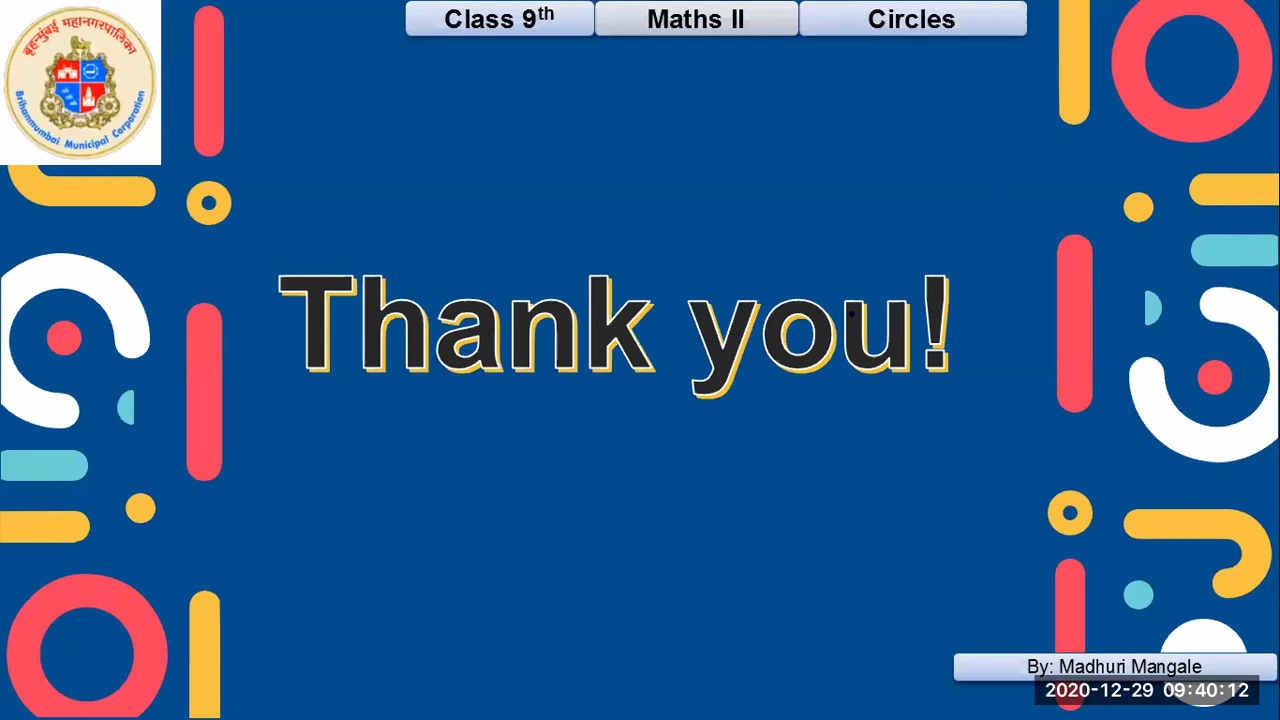 बृहन्मुंबई महानगरपालिका
Brihanmumbai Municipal Corporation
Class 9th
Maths II
Circles
Thank you!
By: Madhuri Mangale
2020-12-29 09:40:12